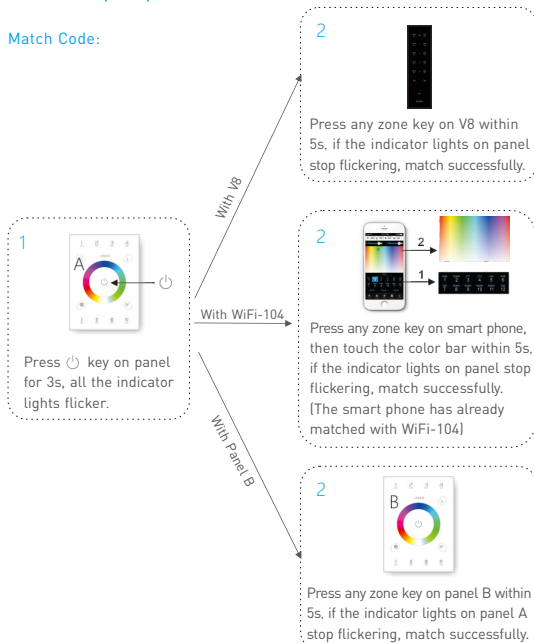 Match Code:
1
A
Press key on panel
for 3s, all the indicator
lights flicker.
With V8
With WiFi-104
With Panel B
2
Press any zone key on V8 within
5s, if the indicator lights on panel
stop flickering, match successfully.
2
2
1
Press any zone key on smart phone,
then touch the color bar within 5s,
if the indicator lights on panel stop
flickering, match successfully.
(The smart phone has already
matched with WiFi-104)
2
B
Press any zone key on panel B within
5s, if the indicator lights on panel A
stop flickering, match successfully.